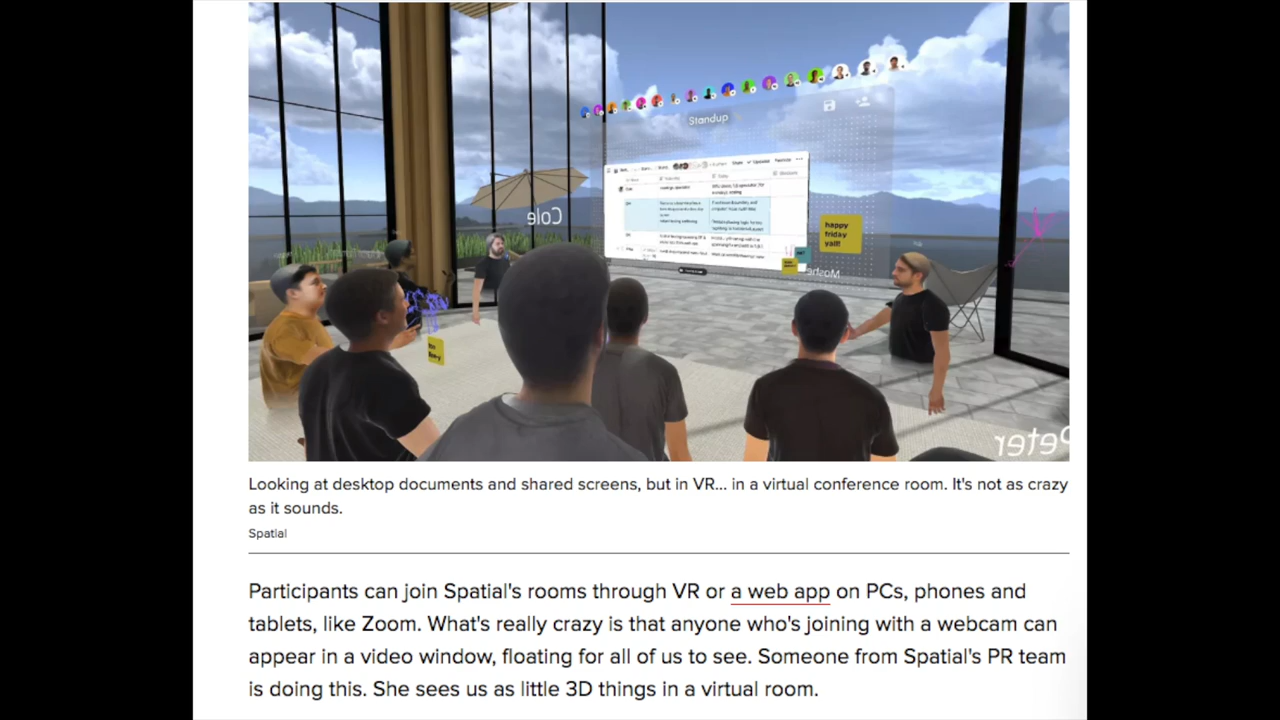 Standup
Cole
happy
friday
yall!
Moshe
Peter
Looking at desktop documents and shared screens, but in VR... in a virtual conference room. It's not as crazy
as it sounds.
Spatial
Participants can join Spatial's rooms through VR or a web app on PCs, phones and
tablets, like Zoom. What's really crazy is that anyone who's joining with a webcam can
appear in a video window, floating for all of us to see. Someone from Spatial's PR team
is doing this. She sees us as little 3D things in a virtual room.